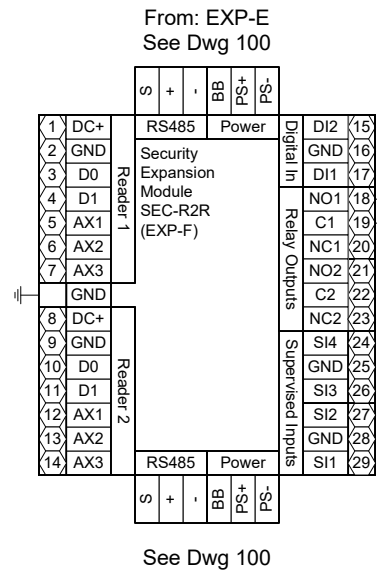 From: EXP-E
See Dwg 100
S + - BB PS+ PS-
RS485 Power
Security
Expansion
Module
SEC-R2R
(EXP-F)
1 DC+
2 GND
3 D0
4 D1
5 AX1
6 AX2
7 AX3
Reader 1
GND
8 DC+
9 GND
10 D0
11 D1
12 AX1
13 AX2
14 AX3
Reader 2
Digital In
DI2 15
GND 16
DI1 17
Relay Outputs
NO1 18
C1 19
NC1 20
NO2 21
C2 22
NC2 23
Supervised Inputs
SI4 24
GND 25
SI3 26
SI2 27
GND 28
SI1 29
RS485 Power
S + - BB PS+ PS-
See Dwg 100